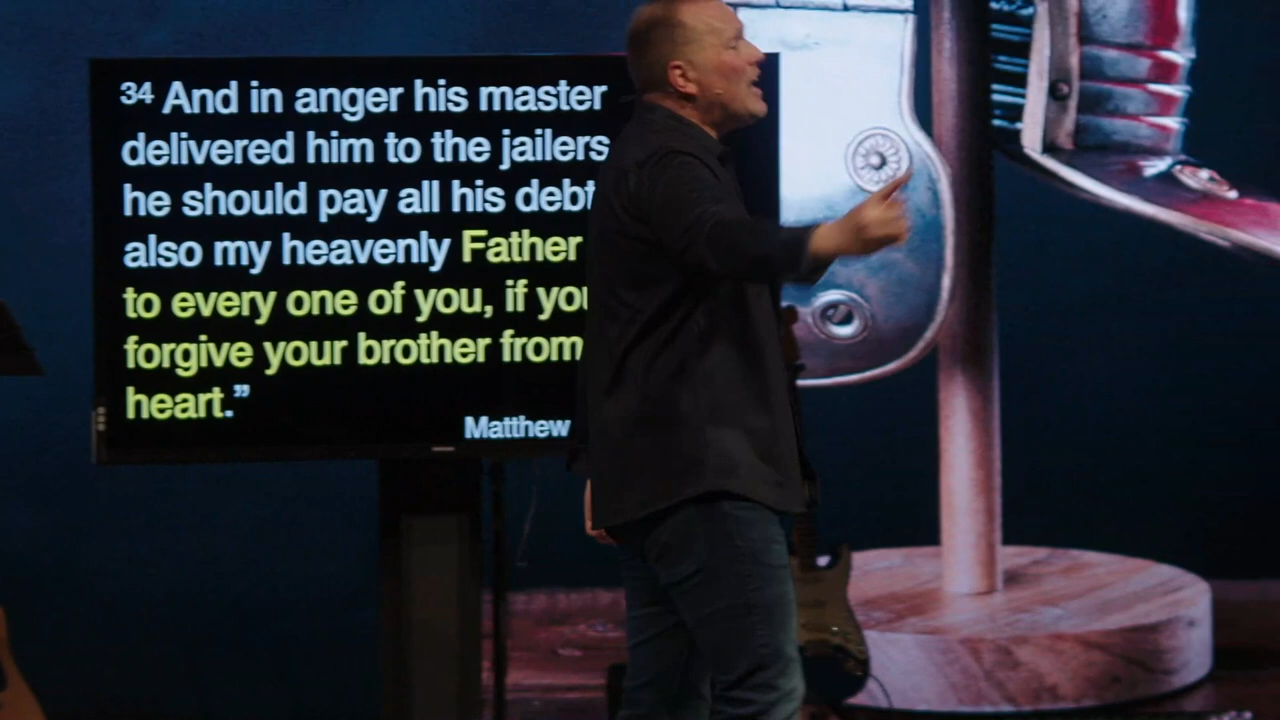 34 And in anger his master
delivered him to the jailers
he should pay all his debt
also my heavenly Father
to every one of you, if you
forgive your brother from
heart.”
Matthew